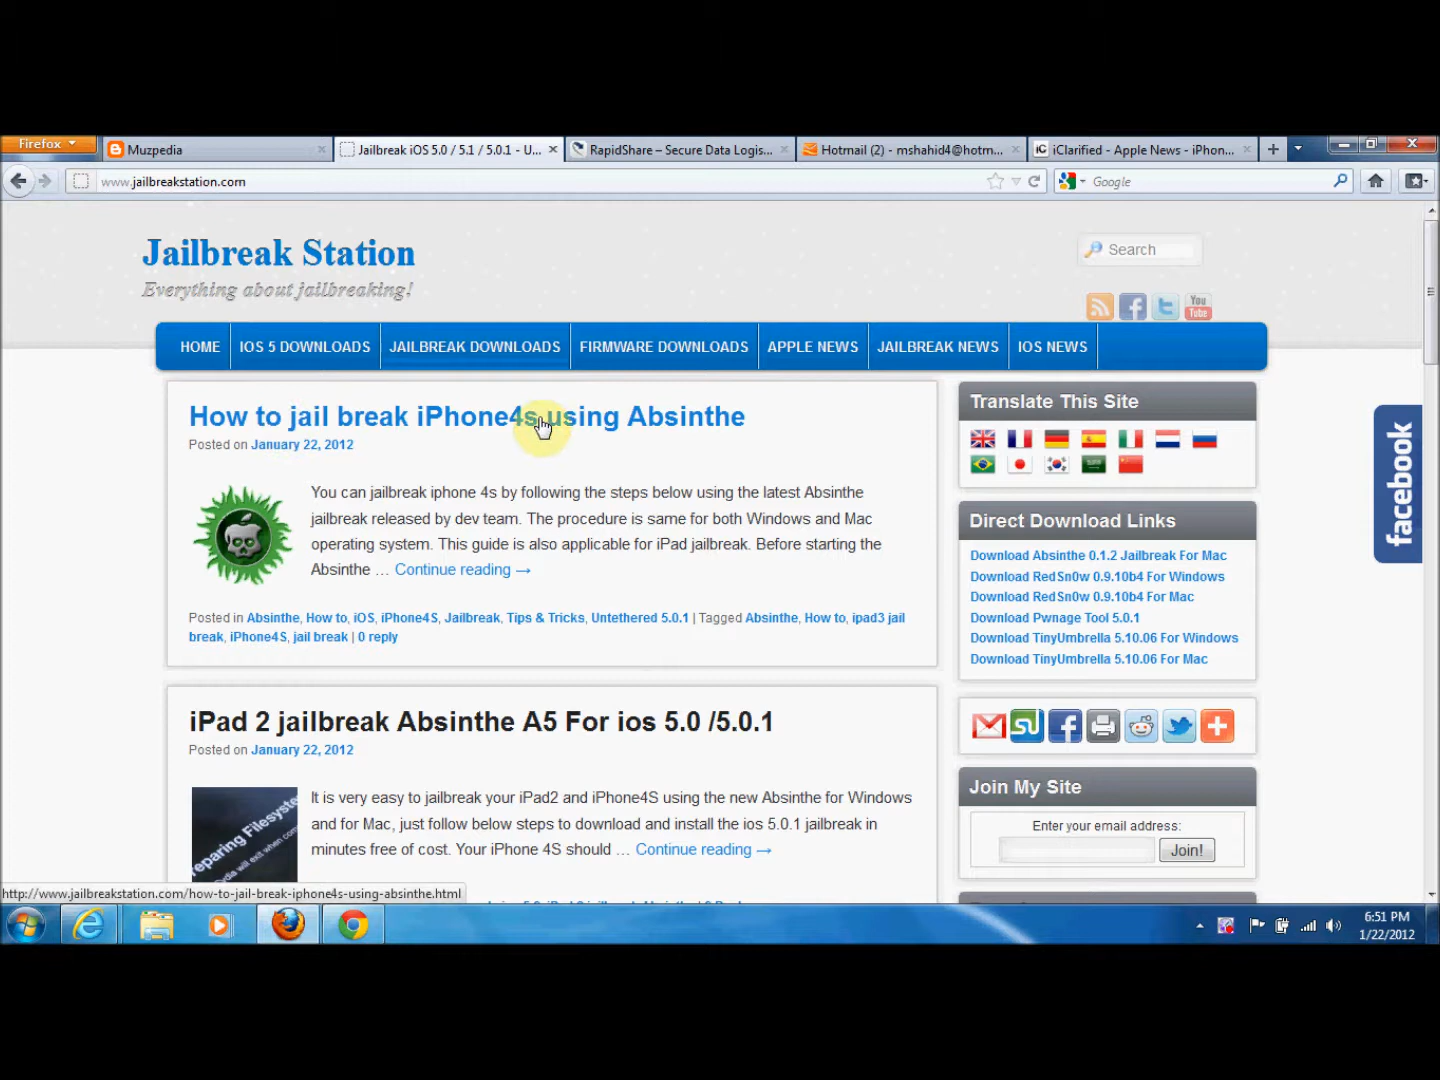 Firefox
Muzpedia
Jailbreak iOS 5.0 / 5.1 / 5.0.1 - U...
RapidShare – Secure Data Logis...
Hotmail (2) - mshahid4@hotm...
iClarified - Apple News - iPhon...
www.jailbreakstation.com
Google
Jailbreak Station
Everything about jailbreaking!
Search
You Tube
HOME
IOS 5 DOWNLOADS
JAILBREAK DOWNLOADS
FIRMWARE DOWNLOADS
APPLE NEWS
JAILBREAK NEWS
IOS NEWS
How to jail break iPhone4s using Absinthe
Posted on January 22, 2012
You can jailbreak iphone 4s by following the steps below using the latest Absinthe
jailbreak released by dev team. The procedure is same for both Windows and Mac
operating system. This guide is also applicable for iPad jailbreak. Before starting the
Absinthe … Continue reading →
Posted in Absinthe, How to, iOS, iPhone4S, Jailbreak, Tips & Tricks, Untethered 5.0.1 | Tagged Absinthe, How to, ipad3 jail
break, iPhone4S, jail break | 0 reply
iPad 2 jailbreak Absinthe A5 For ios 5.0 /5.0.1
Posted on January 22, 2012
It is very easy to jailbreak your iPad2 and iPhone4S using the new Absinthe for Windows
and for Mac, just follow below steps to download and install the ios 5.0.1 jailbreak in
minutes free of cost. Your iPhone 4S should … Continue reading →
reparing Filesyste
Translate This Site
Direct Download Links
Download Absinthe 0.1.2 Jailbreak For Mac
Download RedSn0w 0.9.10b4 For Windows
Download RedSn0w 0.9.10b4 For Mac
Download Pwnage Tool 5.0.1
Download TinyUmbrella 5.10.06 For Windows
Download TinyUmbrella 5.10.06 For Mac
Join My Site
Enter your email address:
Join!
facebook
http://www.jailbreakstation.com/how-to-jail-break-iphone4s-using-absinthe.html
6:51 PM
1/22/2012